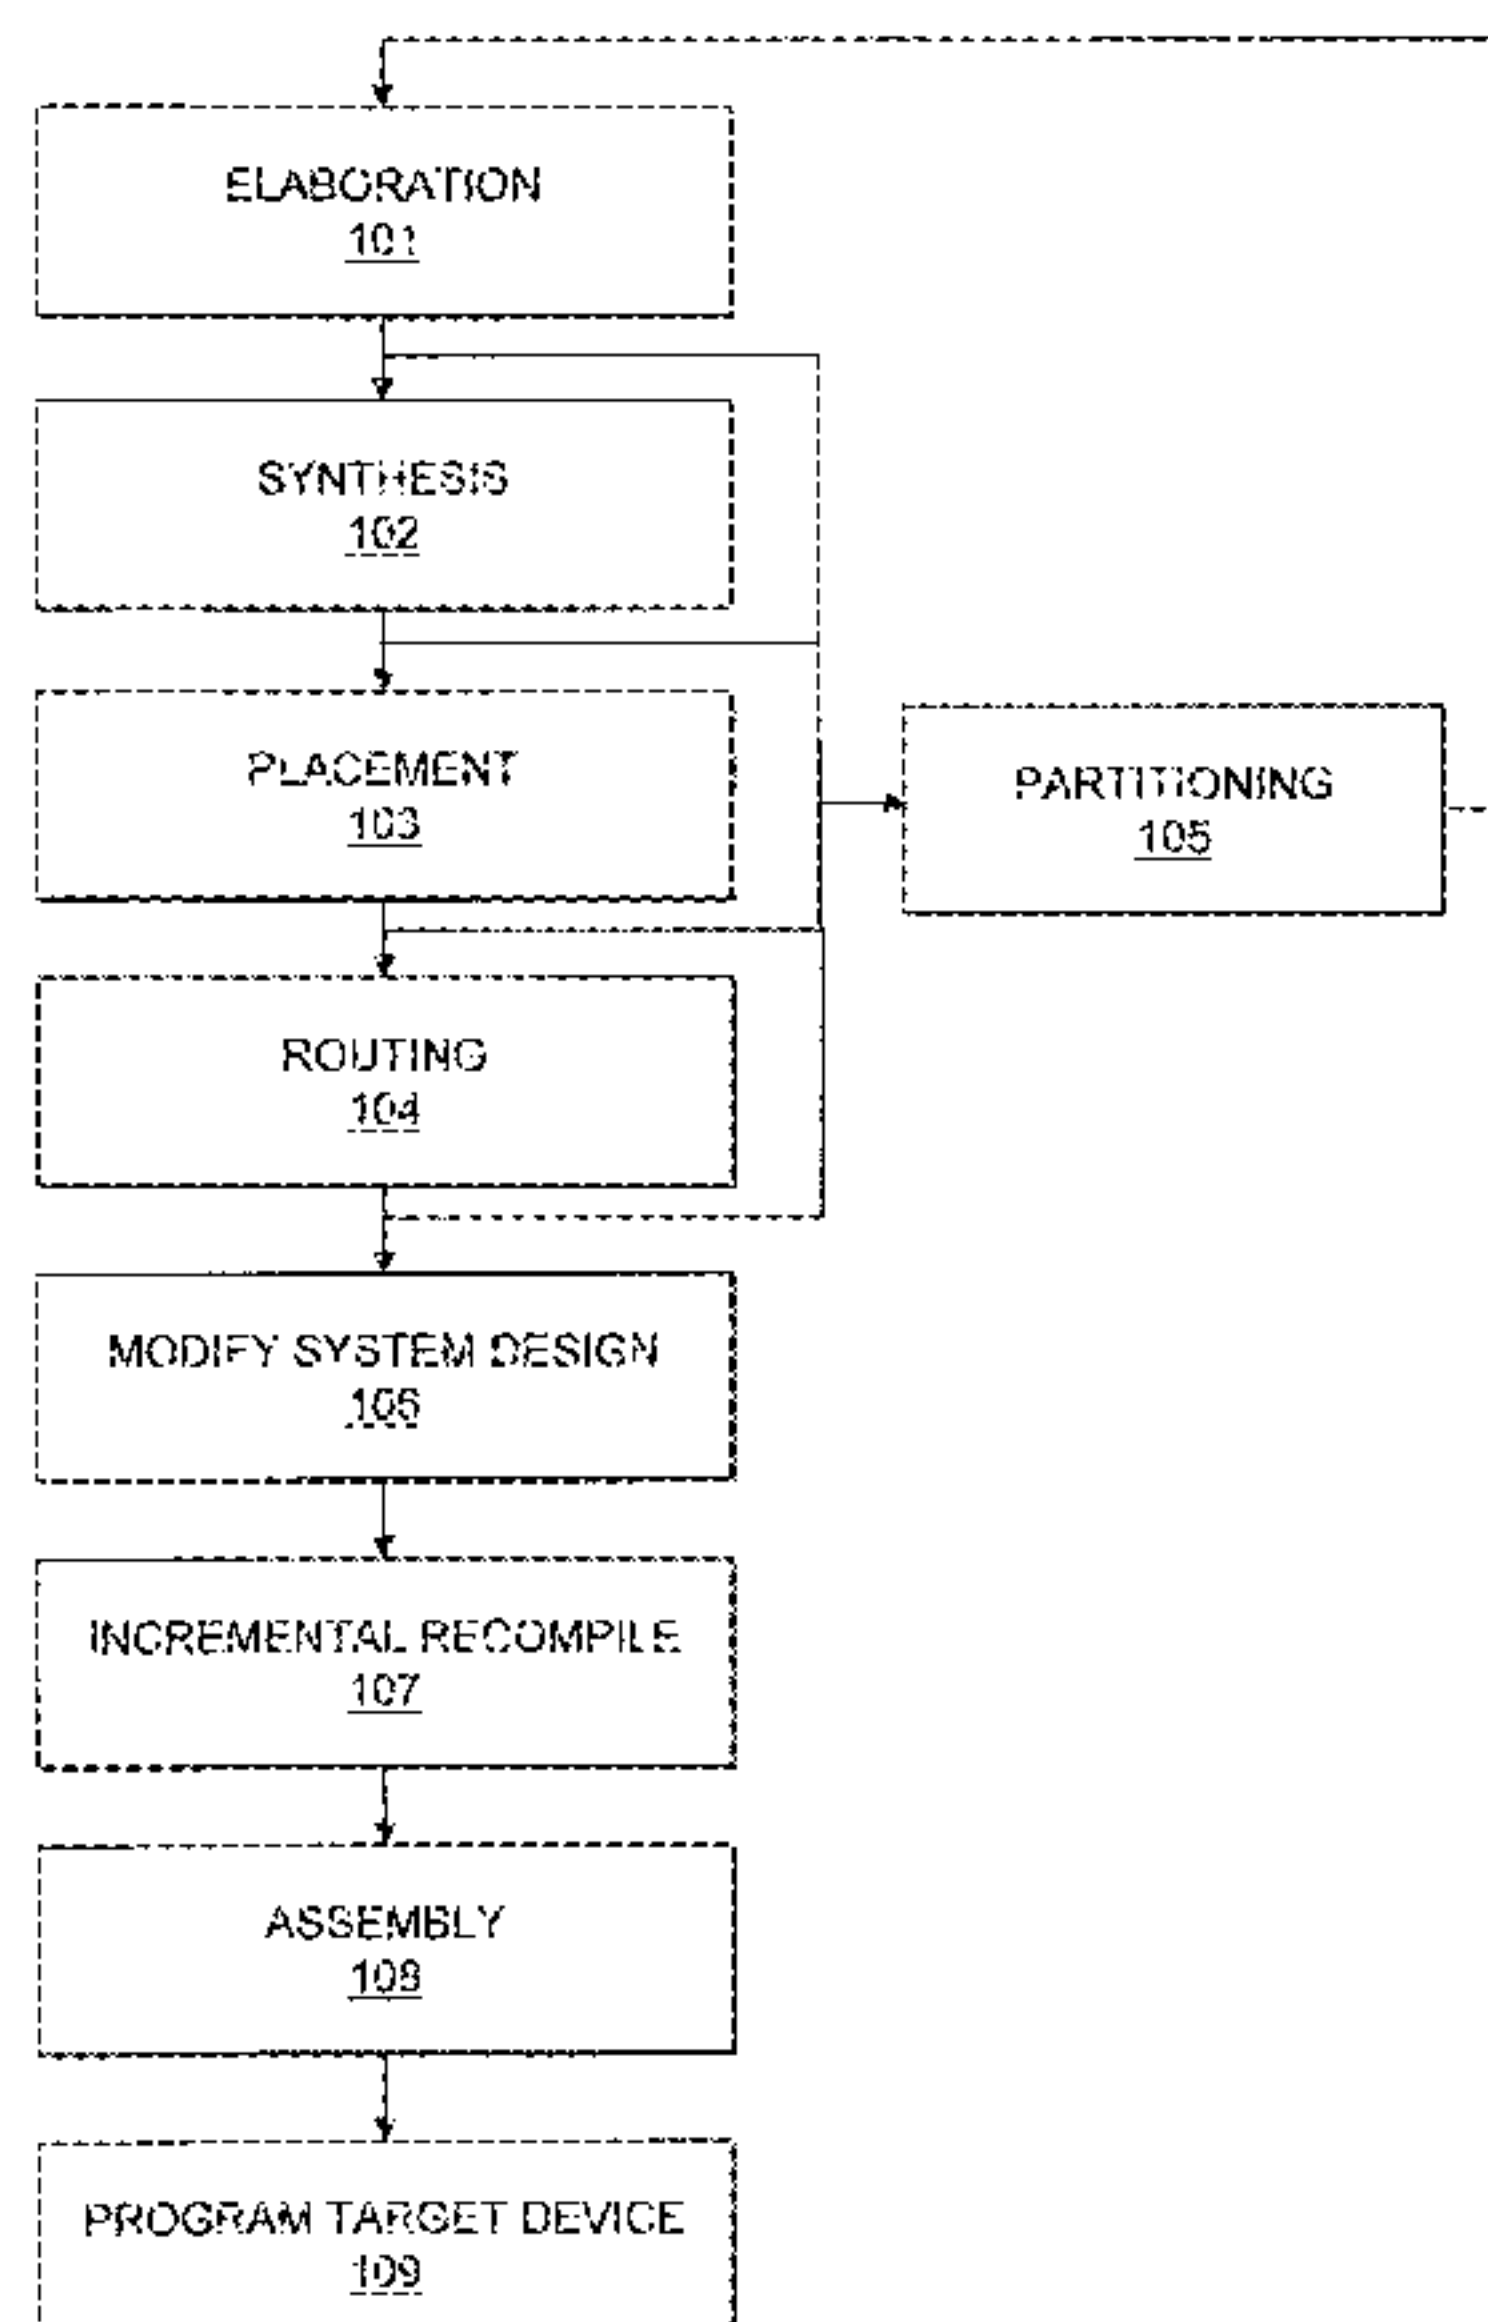 ELABORATION
101
SYNTHESIS
102
PLACEMENT
103
PARTITIONING
105
ROUTING
104
MODIFY SYSTEM DESIGN
106
INCREMENTAL RECOMPILE
107
ASSEMBLY
108
PROGRAM TARGET DEVICE
109